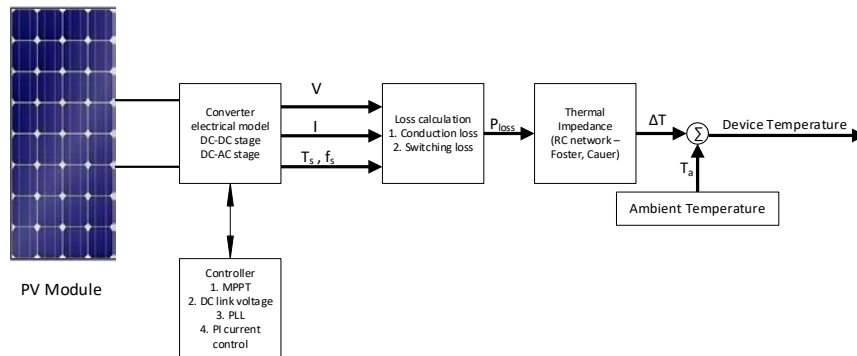 PV Module
Converter
electrical model
DC-DC stage
DC-AC stage
V
I
Tₛ , fₛ
Controller
1. MPPT
2. DC link voltage
3. PLL
4. PI current
control
Loss calculation
1. Conduction loss
2. Switching loss
Pₗₒₛₛ
Thermal
Impedance
(RC network –
Foster, Cauer)
ΔT
∑
Tₐ
Ambient Temperature
Device Temperature